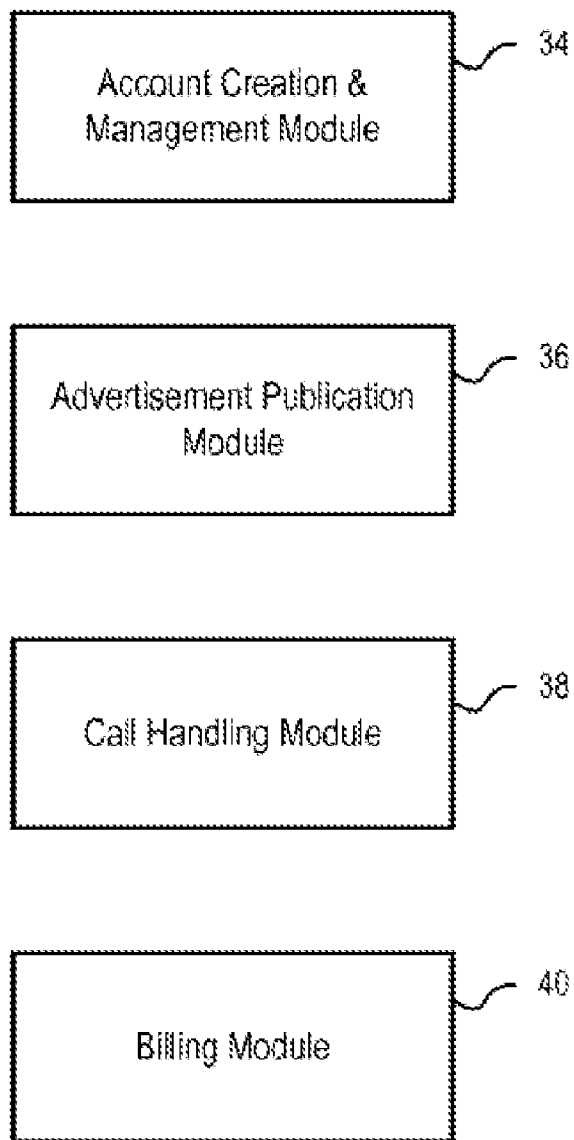 Account Creation &
Management Module
34
Advertisement Publication
Module
36
Call Handling Module
38
Billing Module
40